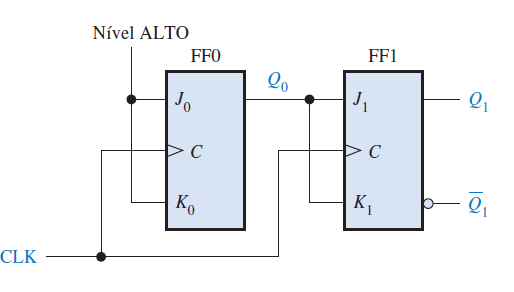 Nível ALTO
FF0
FF1
Q₀
J₀
J₁
Q₁
C
C
K₀
K₁
Q̅₁
CLK